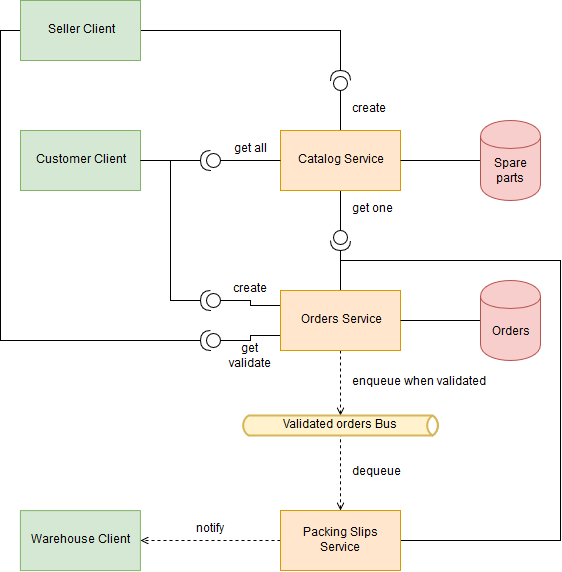 Seller Client
create
Customer Client
get all
Catalog Service
Spare
parts
get one
create
Orders Service
Orders
get
validate
enqueue when validated
Validated orders Bus
dequeue
notify
Warehouse Client
Packing Slips
Service